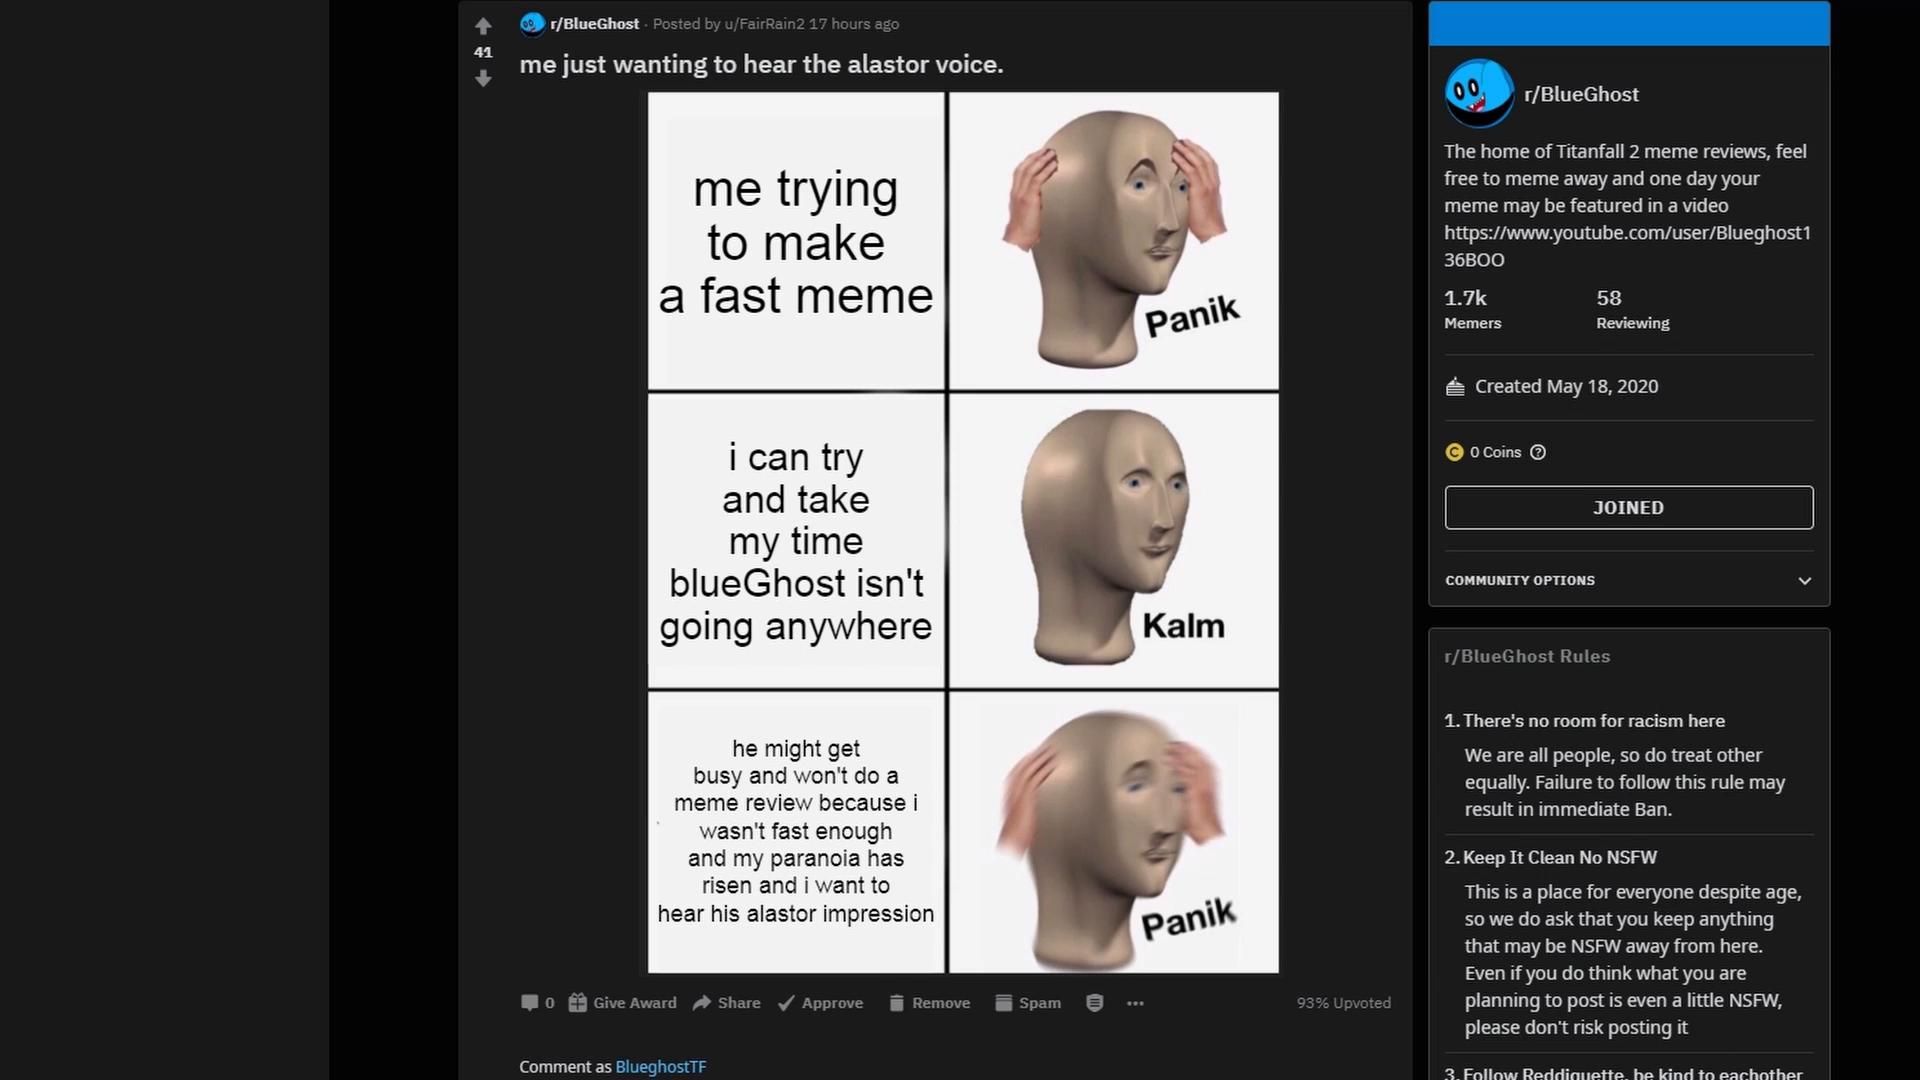 41
r/BlueGhost · Posted by u/FairRain2 17 hours ago
me just wanting to hear the alastor voice.
me trying
to make
a fast meme
Panik
i can try
and take
my time
blueGhost isn't
going anywhere
Kalm
he might get
busy and won't do a
meme review because i
wasn't fast enough
and my paranoia has
risen and i want to
hear his alastor impression
Panik
0 Give Award Share Approve Remove Spam ••• 93% Upvoted
Comment as BlueghostTF
r/BlueGhost
The home of Titanfall 2 meme reviews, feel
free to meme away and one day your
meme may be featured in a video
https://www.youtube.com/user/Blueghost1
36BOO
1.7k 58
Memers Reviewing
Created May 18, 2020
C 0 Coins ?
JOINED
COMMUNITY OPTIONS
r/BlueGhost Rules
1. There's no room for racism here
We are all people, so do treat other
equally. Failure to follow this rule may
result in immediate Ban.
2. Keep It Clean No NSFW
This is a place for everyone despite age,
so we do ask that you keep anything
that may be NSFW away from here.
Even if you do think what you are
planning to post is even a little NSFW,
please don't risk posting it
3. Follow Reddiquette, be kind to eachother